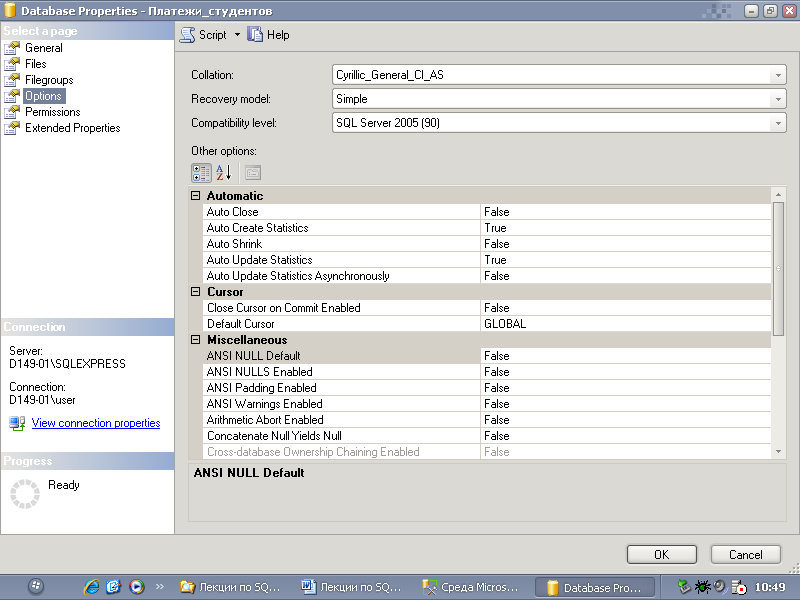 Database Properties - Платежи_студентов
Select a page
General
Files
Filegroups
Options
Permissions
Extended Properties
Script
Help
Collation:
Cyrillic_General_CI_AS
Recovery model:
Simple
Compatibility level:
SQL Server 2005 (90)
Other options:
Automatic
Auto Close False
Auto Create Statistics True
Auto Shrink False
Auto Update Statistics True
Auto Update Statistics Asynchronously False
Cursor
Close Cursor on Commit Enabled False
Default Cursor GLOBAL
Miscellaneous
ANSI NULL Default False
ANSI NULLS Enabled False
ANSI Padding Enabled False
ANSI Warnings Enabled False
Arithmetic Abort Enabled False
Concatenate Null Yields Null False
Cross-database Ownership Chaining Enabled False
ANSI NULL Default
Connection
Server:
D149-01\SQLEXPRESS
Connection:
D149-01\user
View connection properties
Progress
Ready
OK
Cancel
Лекции по SQ...
Лекции по SQ...
Среда Micros...
Database Pro...
10:49